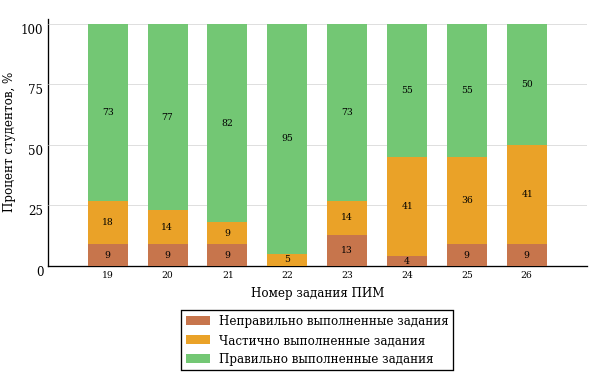 Процент студентов, %
100
75
50
25
0
73 77 82 95 73 55 55 50
18 14 9 5 14 41 36 41
9 9 9 13 4 9 9
19 20 21 22 23 24 25 26
Номер задания ПИМ
Неправильно выполненные задания
Частично выполненные задания
Правильно выполненные задания